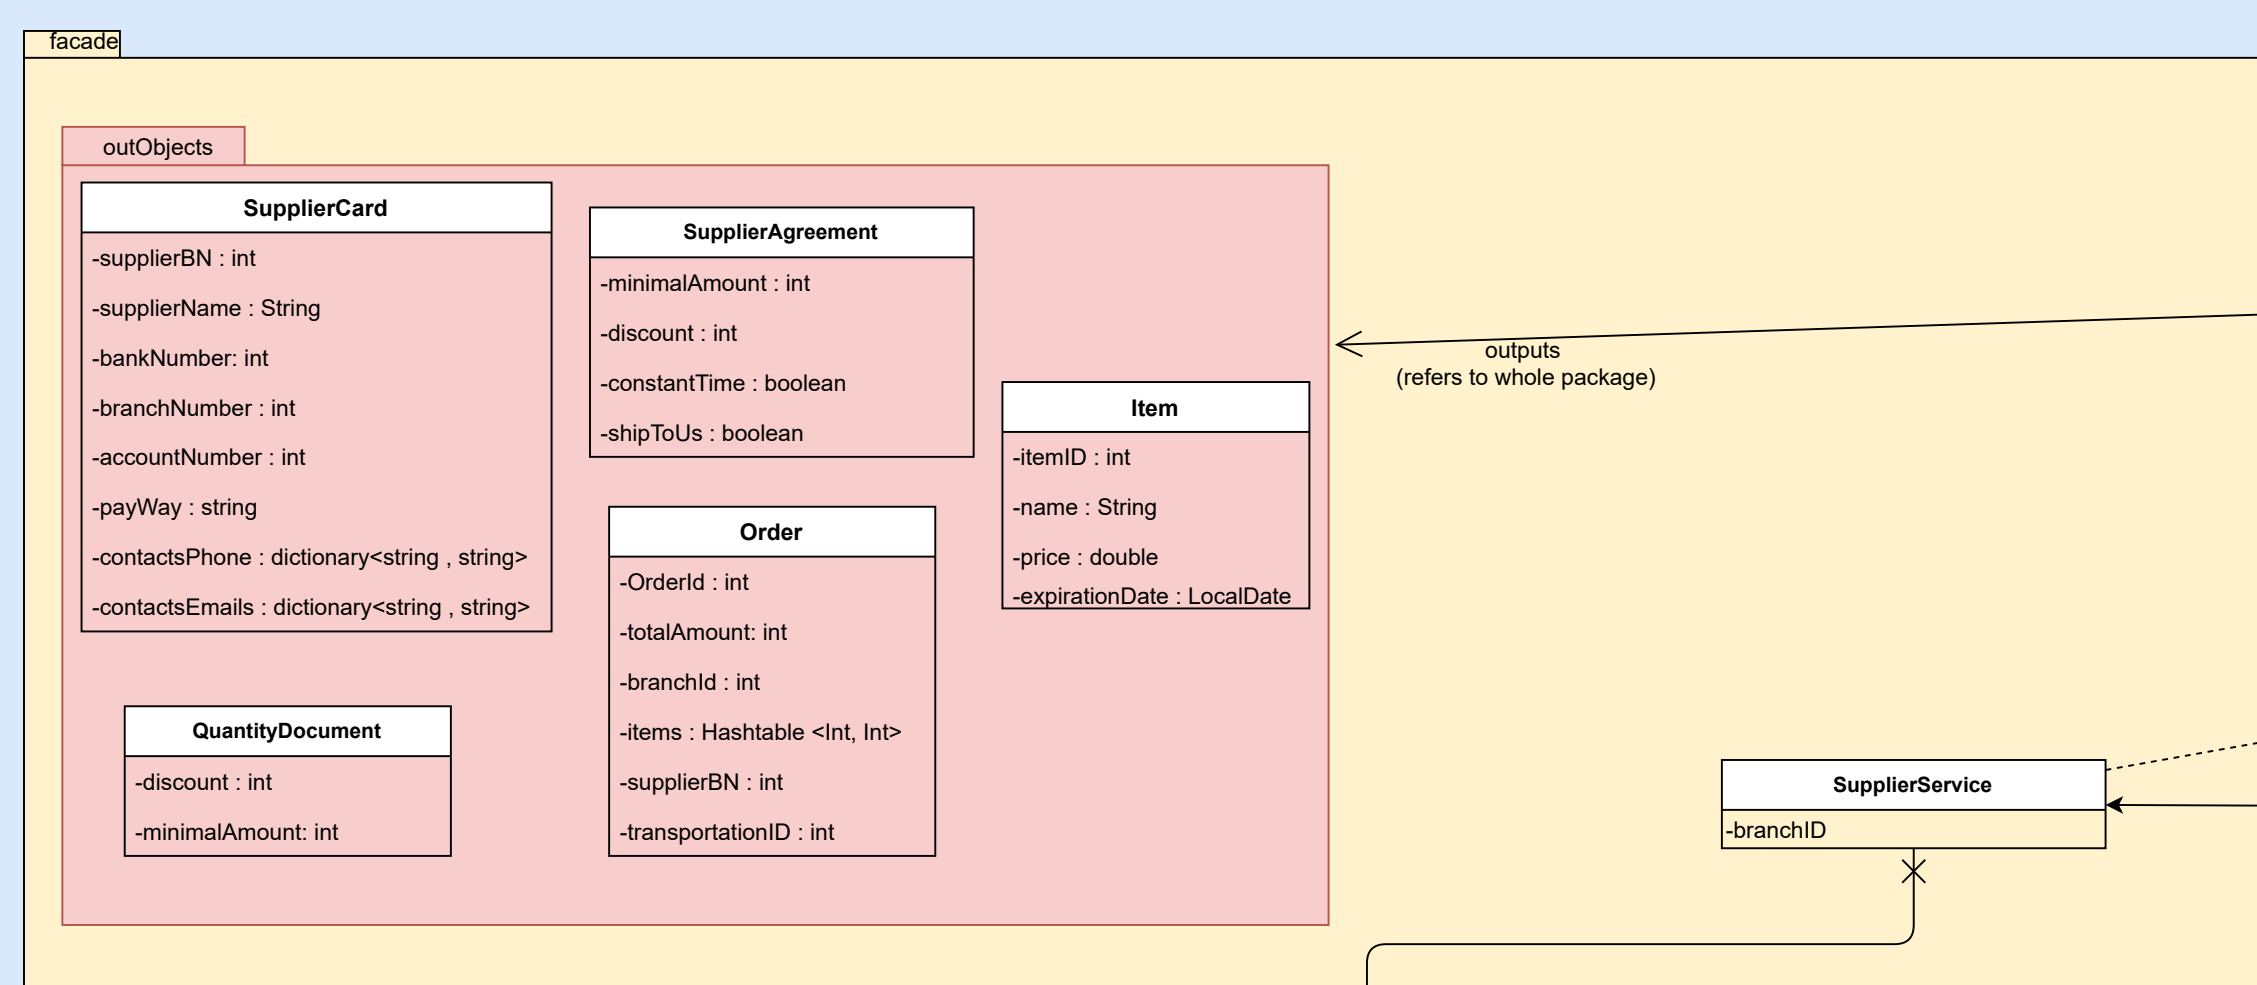 facade
outObjects
SupplierCard
-supplierBN : int
-supplierName : String
-bankNumber: int
-branchNumber : int
-accountNumber : int
-payWay : string
-contactsPhone : dictionary<string , string>
-contactsEmails : dictionary<string , string>
SupplierAgreement
-minimalAmount : int
-discount : int
-constantTime : boolean
-shipToUs : boolean
Item
-itemID : int
-name : String
-price : double
-expirationDate : LocalDate
Order
-OrderId : int
-totalAmount: int
-branchId : int
-items : Hashtable <Int, Int>
-supplierBN : int
-transportationID : int
QuantityDocument
-discount : int
-minimalAmount: int
outputs
(refers to whole package)
SupplierService
-branchID